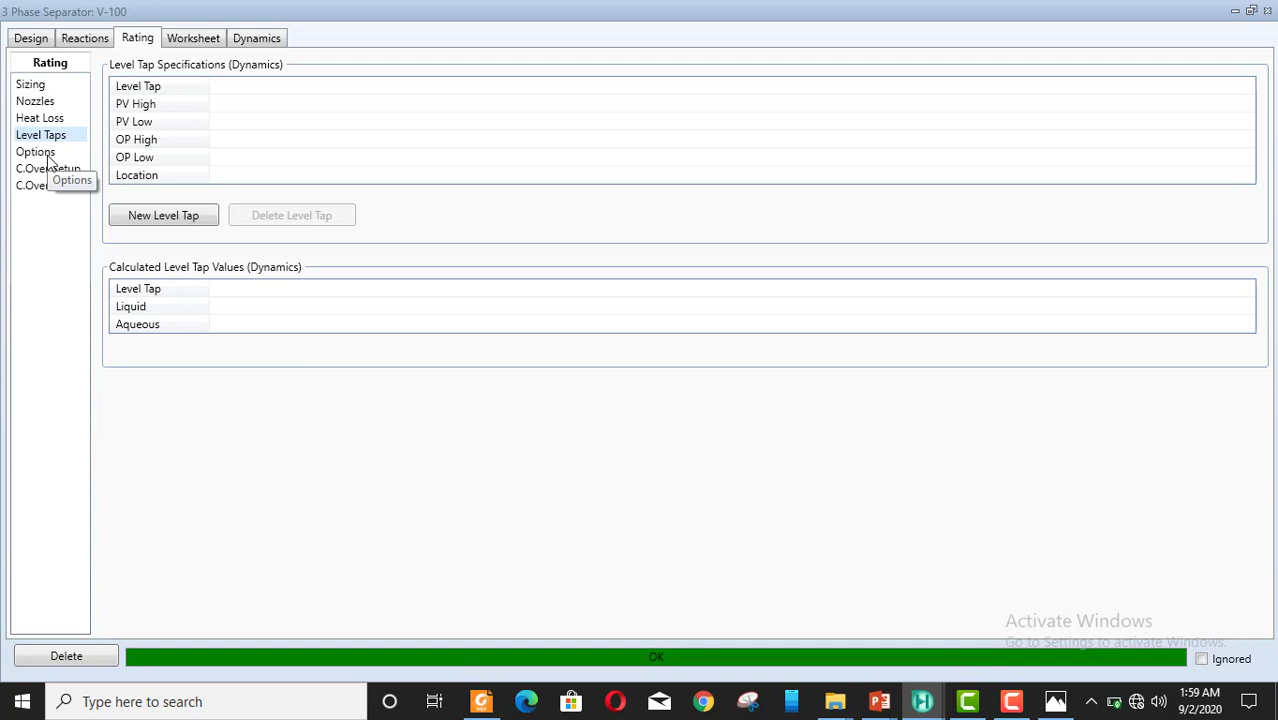 3 Phase Separator: V-100
Design Reactions Rating Worksheet Dynamics
Rating
Sizing
Nozzles
Heat Loss
Level Taps
Options
C.Over Setup
C.Over
Options
Level Tap Specifications (Dynamics)
Level Tap
PV High
PV Low
OP High
OP Low
Location
New Level Tap Delete Level Tap
Calculated Level Tap Values (Dynamics)
Level Tap
Liquid
Aqueous
Activate Windows
Go to Settings to activate Windows.
Delete OK Ignored
Type here to search
1:59 AM
9/2/2020